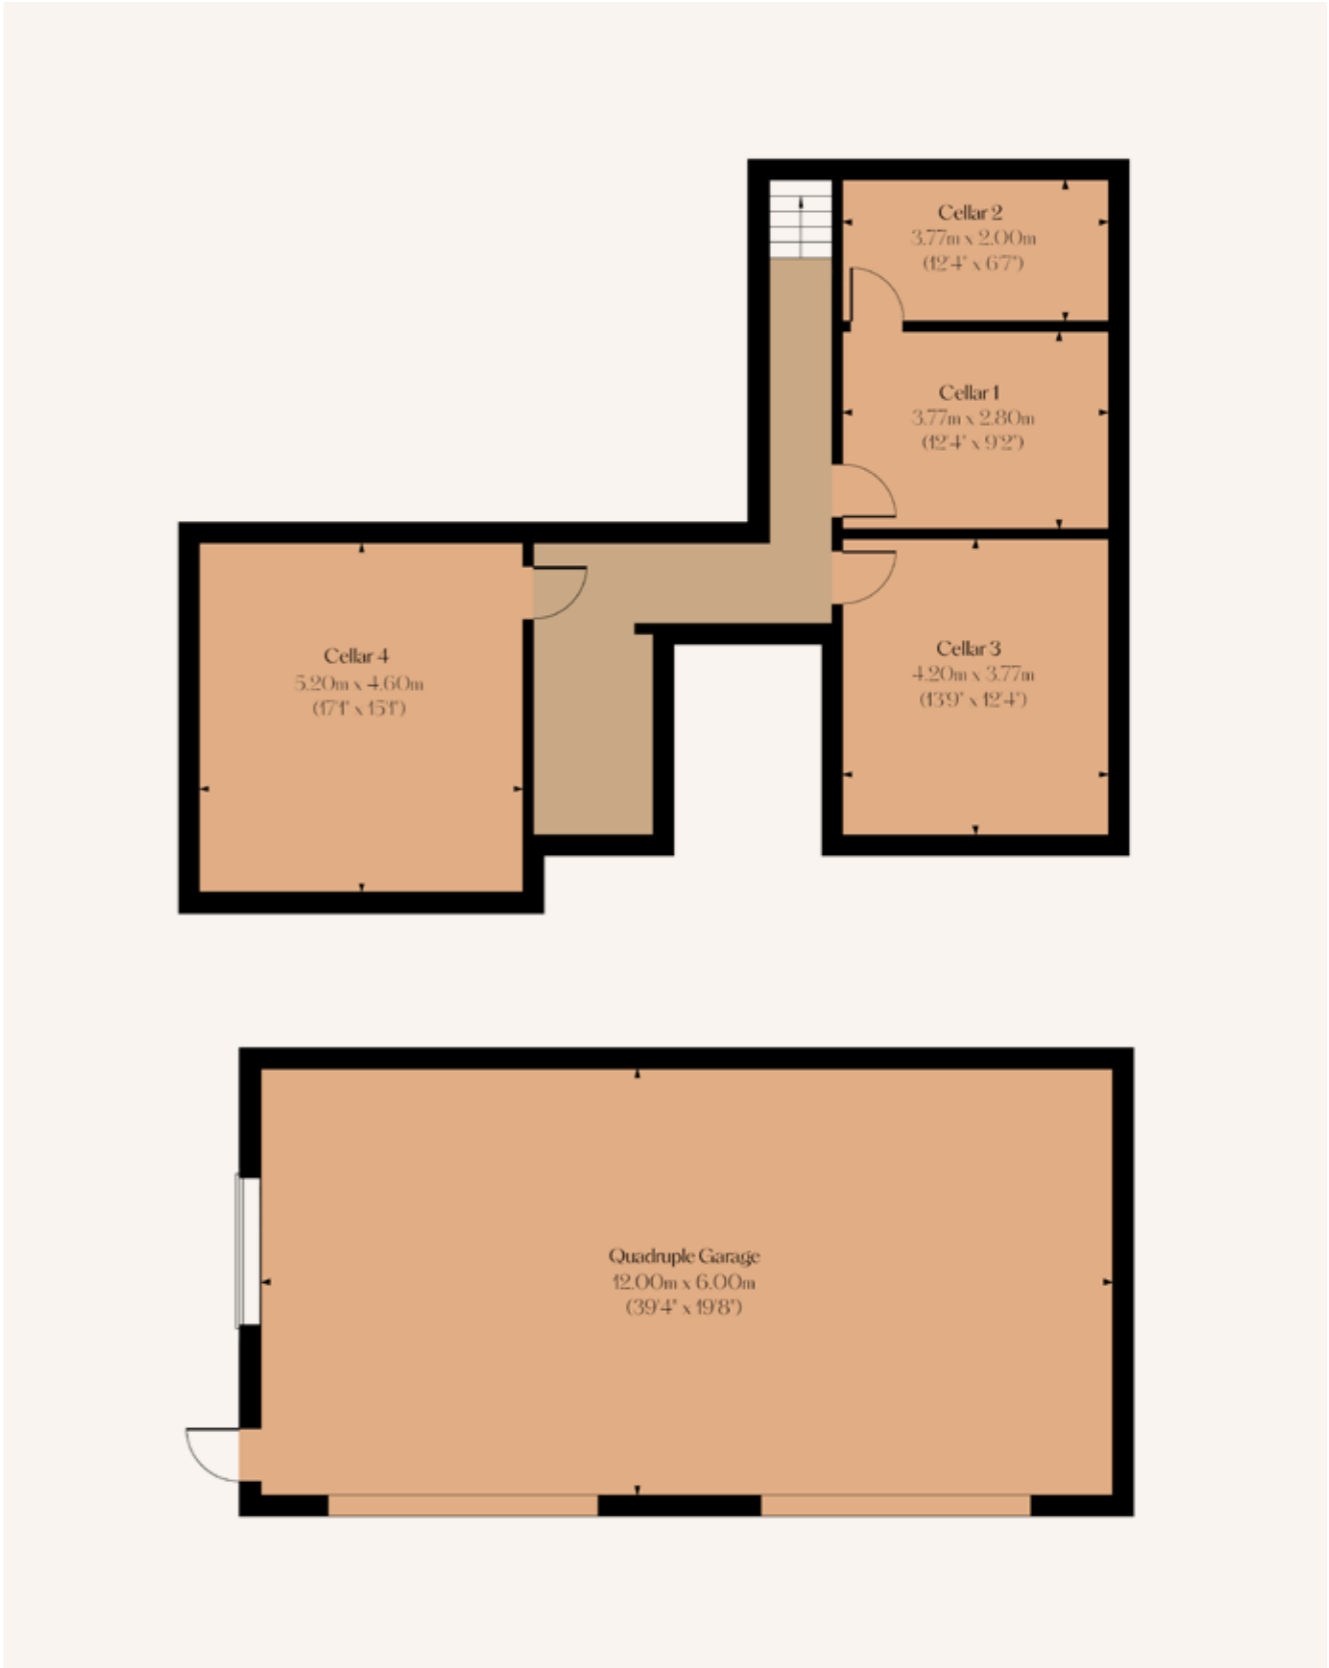 Cellar 2
3.77m x 2.00m
(12'4" x 6'7")
Cellar 1
3.77m x 2.80m
(12'4" x 9'2")
Cellar 3
4.20m x 3.77m
(13'9" x 12'4")
Cellar 4
5.20m x 4.60m
(17'1" x 15'1")
Quadruple Garage
12.00m x 6.00m
(39'4" x 19'8")